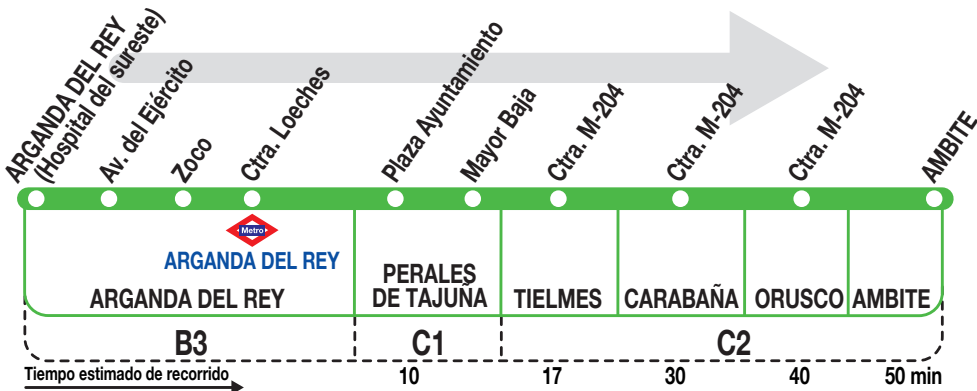 ARGANDA DEL REY
(Hospital del sureste)
Av. del Ejército
Zoco
Ctra. Loeches
Plaza Ayuntamiento
Mayor Baja
Ctra. M-204
Ctra. M-204
Ctra. M-204
AMBITE
Metro
ARGANDA DEL REY
ARGANDA DEL REY
PERALES
DE TAJUÑA
TIELMES
CARABAÑA
ORUSCO
AMBITE
B3
C1
C2
Tiempo estimado de recorrido
10
17
30
40
50 min